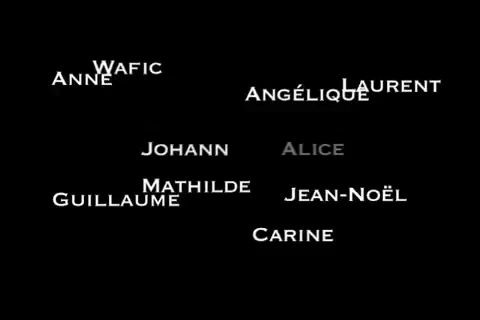 Wafic
Anne
Laurent
Angélique
Johann
Alice
Mathilde
Jean-Noël
Guillaume
Carine